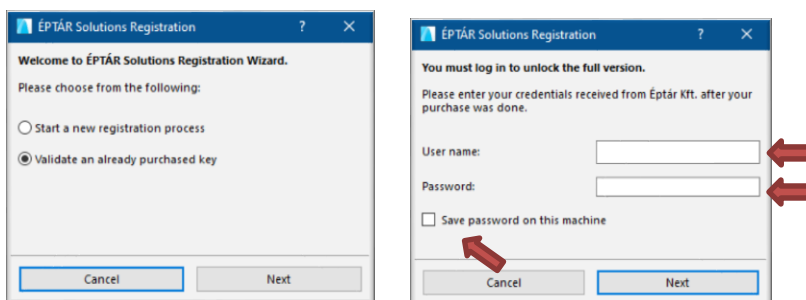 ÉPTÁR Solutions Registration ? ✕
Welcome to ÉPTÁR Solutions Registration Wizard.
Please choose from the following:
Start a new registration process
Validate an already purchased key
Cancel Next
ÉPTÁR Solutions Registration ? ✕
You must log in to unlock the full version.
Please enter your credentials received from Éptár Kft. after your
purchase was done.
User name:
Password:
Save password on this machine
Cancel Next